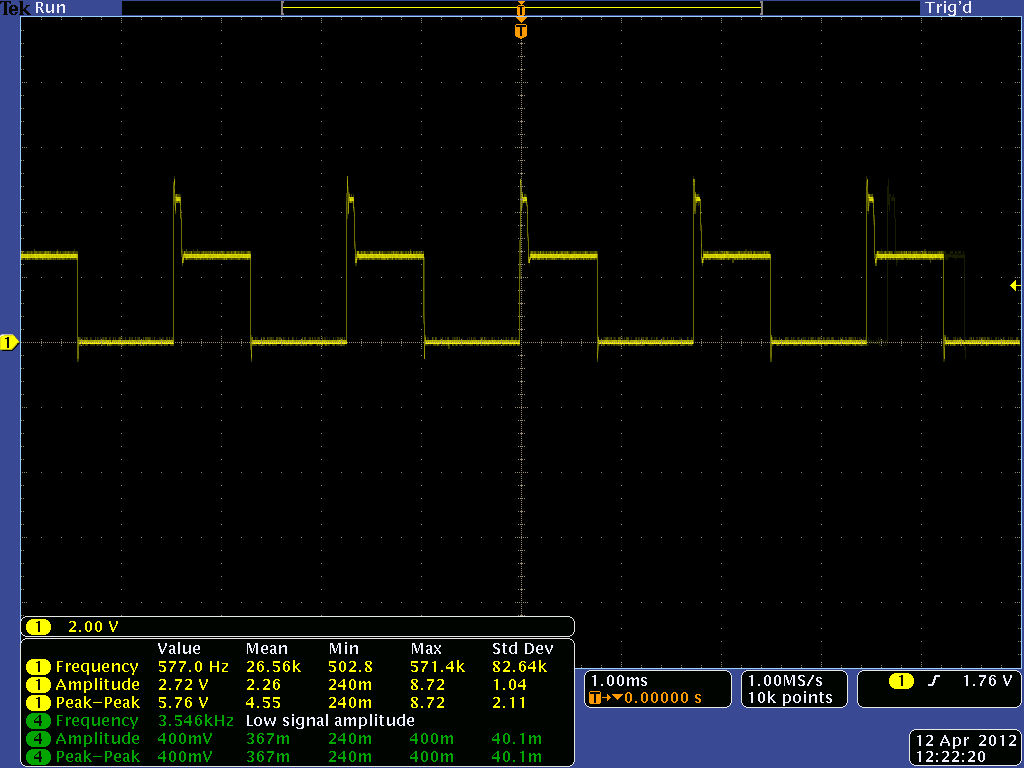 Tek Run Trig'd
T
T
1
1 2.00 V
Value Mean Min Max Std Dev
1 Frequency 577.0 Hz 26.56k 502.8 571.4k 82.64k
1 Amplitude 2.72 V 2.26 240m 8.72 1.04
1 Peak-Peak 5.76 V 4.55 240m 8.72 2.11
4 Frequency 3.546kHz Low signal amplitude
4 Amplitude 400mV 367m 240m 400m 40.1m
4 Peak-Peak 400mV 367m 240m 400m 40.1m
1.00ms
T→▼0.00000 s
1.00MS/s
10k points
1 1.76 V
12 Apr 2012
12:22:20